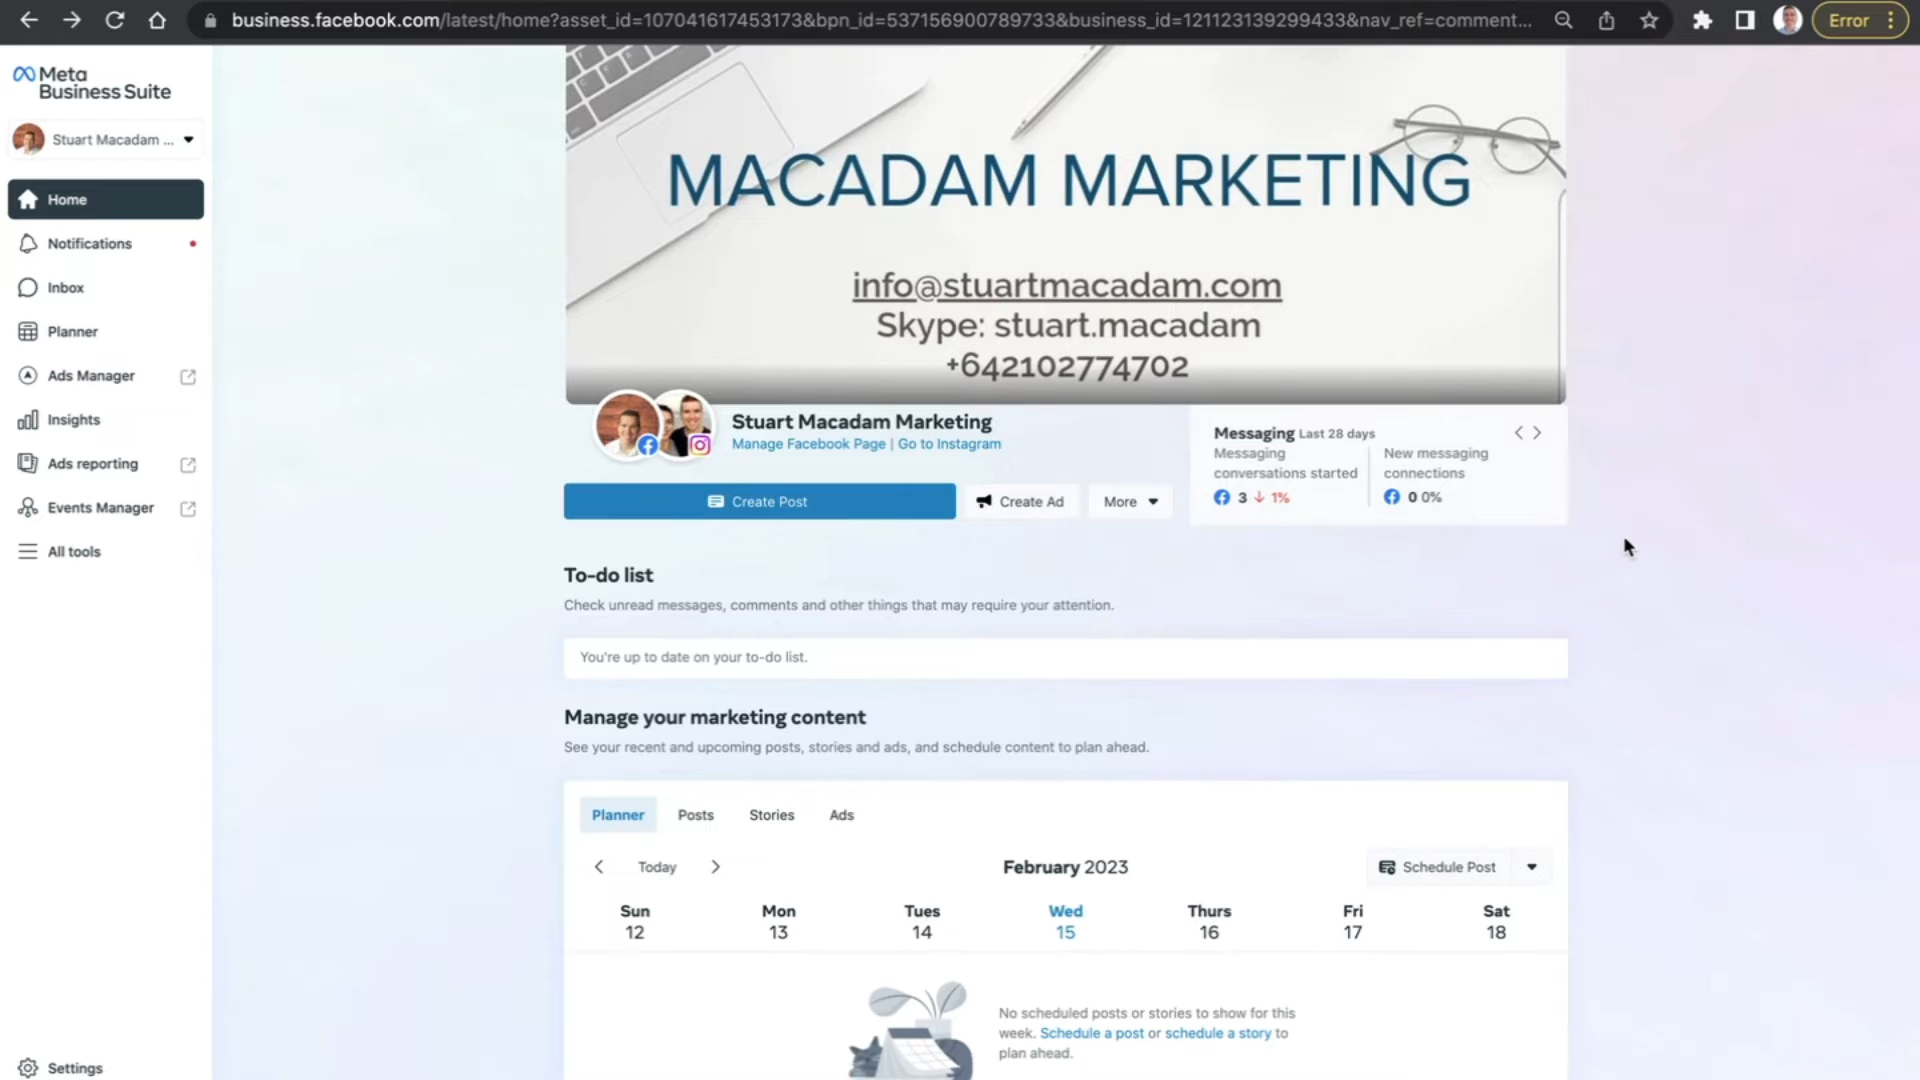 business.facebook.com/latest/home?asset_id=107041617453173&bpn_id=537156900789733&business_id=121123139299433&nav_ref=comment...
Error
Meta
Business Suite
Stuart Macadam ...
Home
Notifications
Inbox
Planner
Ads Manager
Insights
Ads reporting
Events Manager
All tools
Settings
MACADAM MARKETING
info@stuartmacadam.com
Skype: stuart.macadam
+642102774702
Stuart Macadam Marketing
Manage Facebook Page | Go to Instagram
Create Post
Create Ad
More
Messaging Last 28 days
Messaging
conversations started
3 ↓ 1%
New messaging
connections
0 0%
To-do list
Check unread messages, comments and other things that may require your attention.
You're up to date on your to-do list.
Manage your marketing content
See your recent and upcoming posts, stories and ads, and schedule content to plan ahead.
Planner Posts Stories Ads
Today
February 2023
Schedule Post
Sun Mon Tues Wed Thurs Fri Sat
12 13 14 15 16 17 18
No scheduled posts or stories to show for this
week. Schedule a post or schedule a story to
plan ahead.